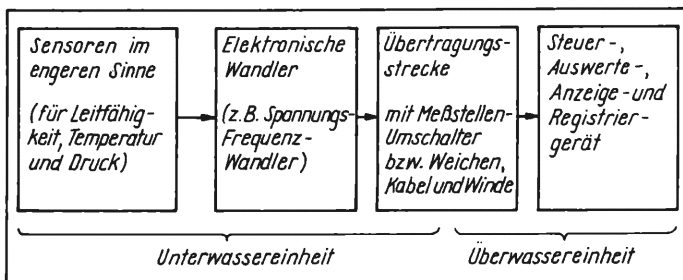 Sensoren im
engeren Sinne
(für Leitfähig-
keit, Temperatur
und Druck)
Elektronische
Wandler
(z.B. Spannungs-
Frequenz-
Wandler)
Übertragungs-
strecke
mit Meßstellen-
Umschalter
bzw. Weichen,
Kabel und Winde
Steuer-,
Auswerte-,
Anzeige- und
Registrier-
gerät
Unterwassereinheit
Überwassereinheit